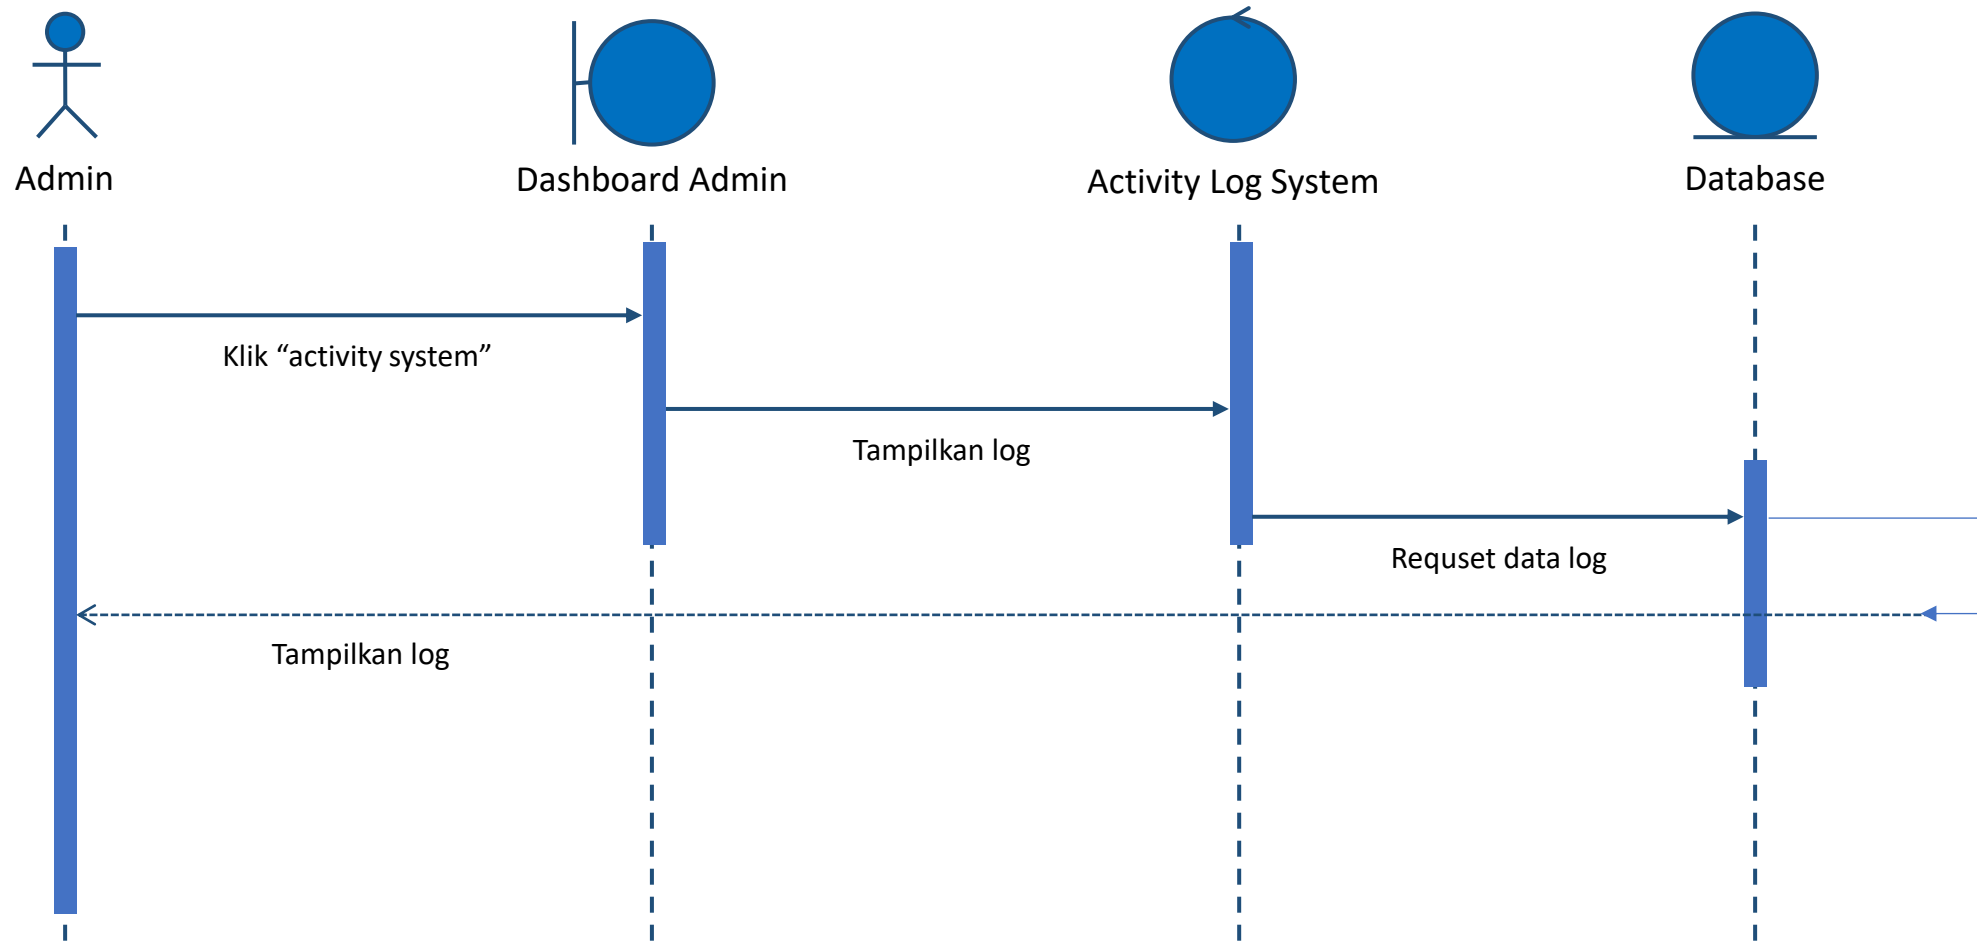 Admin
Dashboard Admin
Activity Log System
Database
Klik “activity system”
Tampilkan log
Requset data log
Tampilkan log